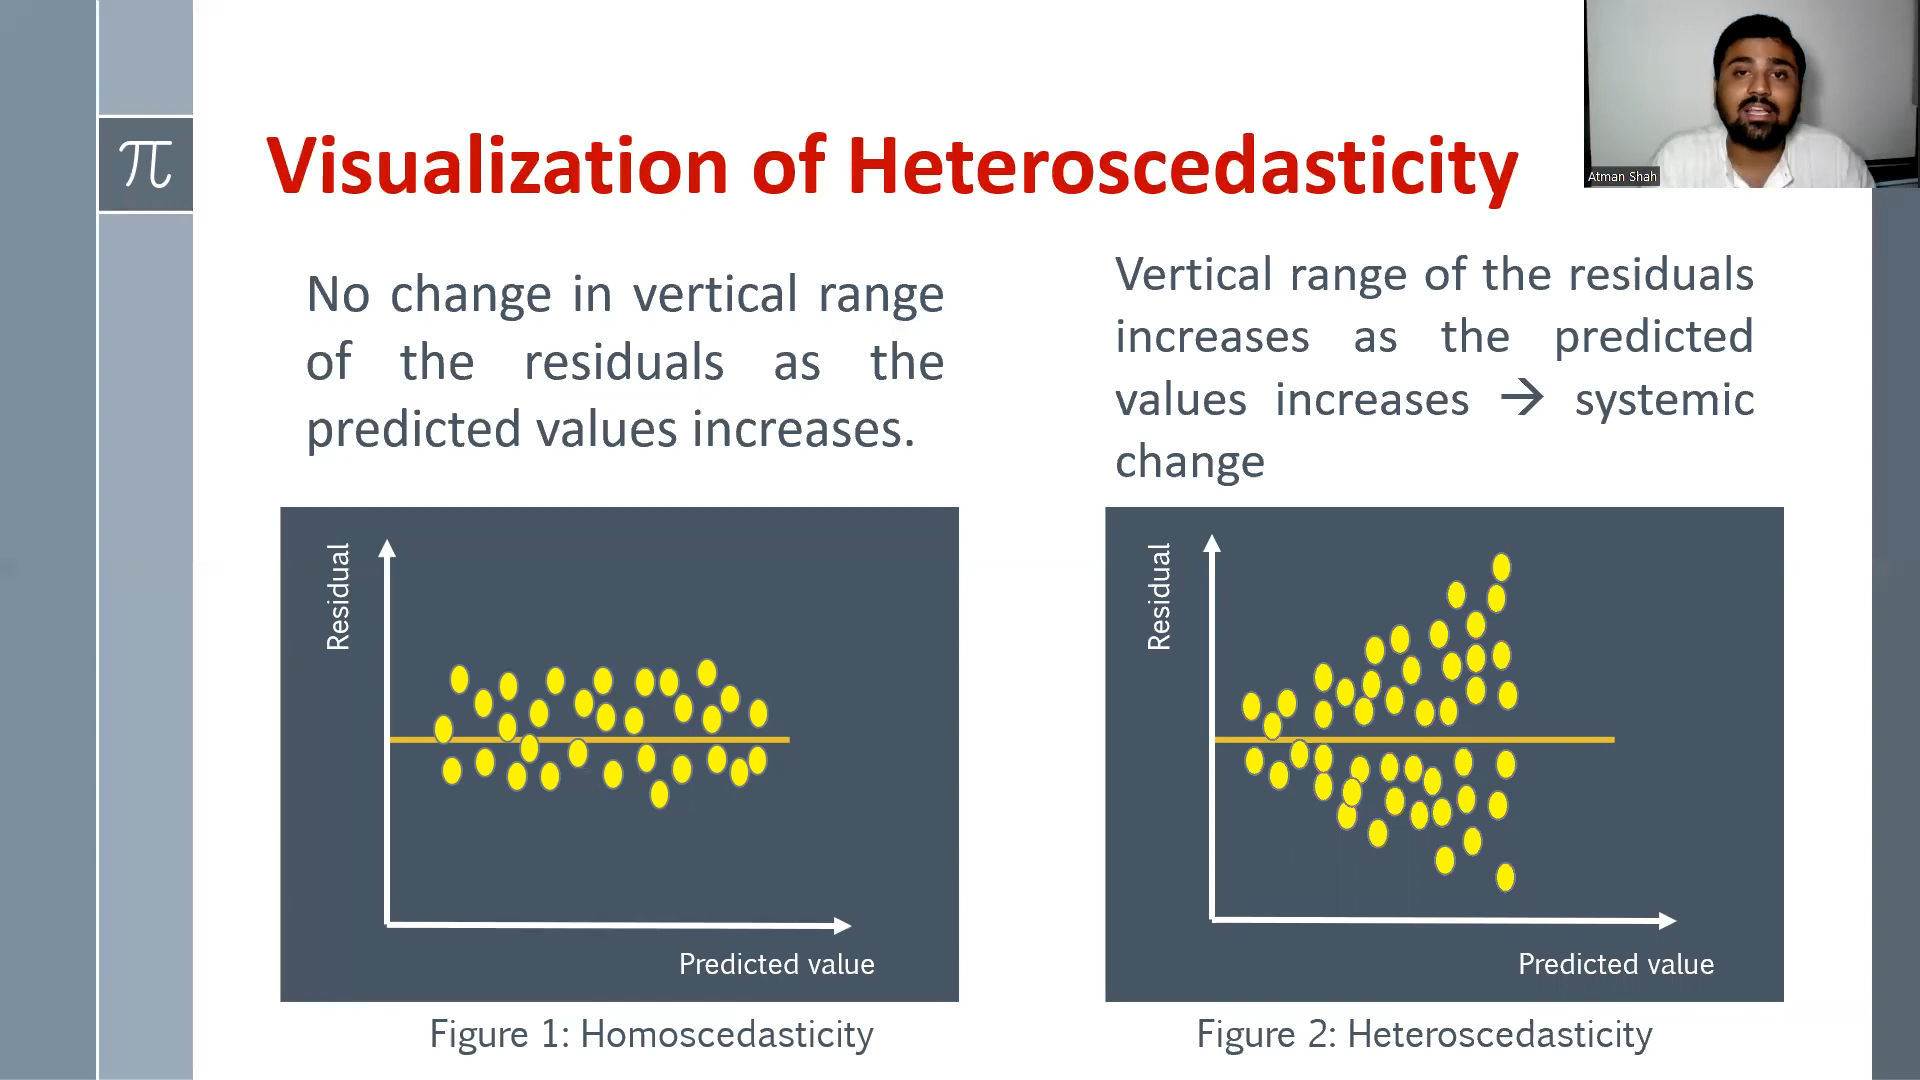 π
Visualization of Heteroscedasticity
Atman Shah
No change in vertical range
of the residuals as the
predicted values increases.
Vertical range of the residuals
increases as the predicted
values increases → systemic
change
Residual
Predicted value
Figure 1: Homoscedasticity
Residual
Predicted value
Figure 2: Heteroscedasticity